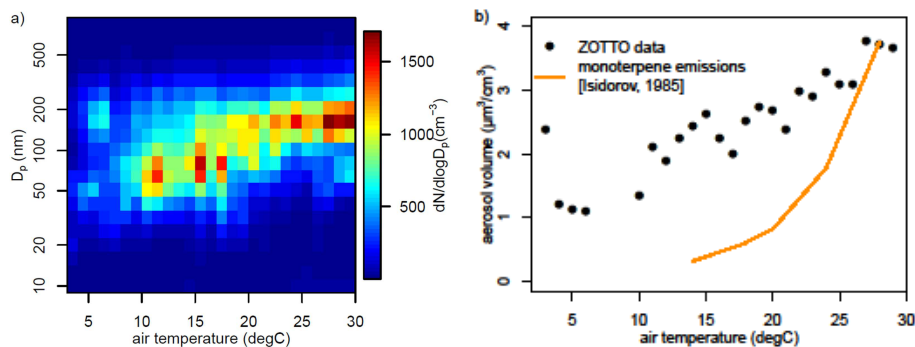 a)
Dp (nm)
500
200
100
50
20
10
5
10
15
20
25
30
air temperature (degC)
1500
1000
500
dN/dlogDp(cm−3)
b)
ZOTTO data
monoterpene emissions
[Isidorov, 1985]
aerosol volume (µm³/cm³)
4
3
2
1
0
5
10
15
20
25
30
air temperature (degC)